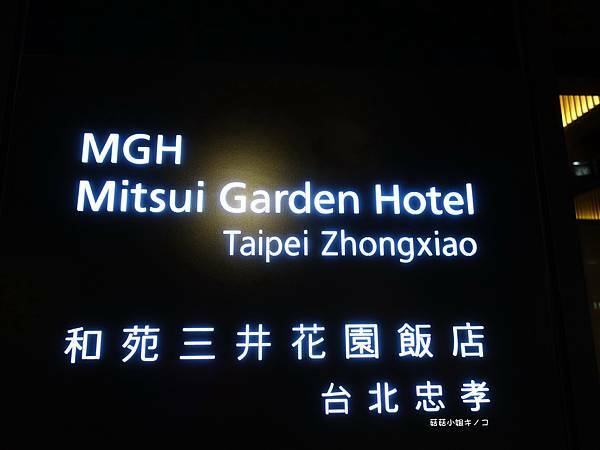 MGH
Mitsui Garden Hotel
Taipei Zhongxiao
和苑三井花園飯店
台北忠孝
菇菇小姐キノコ